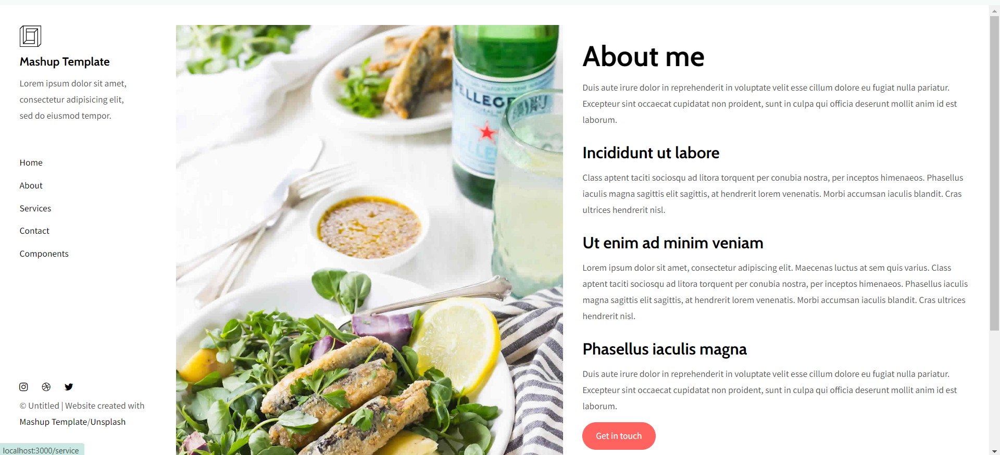 Mashup Template
Lorem ipsum dolor sit amet,
consectetur adipisicing elit,
sed do eiusmod tempor.
Home
About
Services
Contact
Components
© Untitled | Website created with
Mashup Template/Unsplash
localhost:3000/service
PELLEGR
About me
Duis aute irure dolor in reprehenderit in voluptate velit esse cillum dolore eu fugiat nulla pariatur.
Excepteur sint occaecat cupidatat non proident, sunt in culpa qui officia deserunt mollit anim id est
laborum.
Incididunt ut labore
Class aptent taciti sociosqu ad litora torquent per conubia nostra, per inceptos himenaeos. Phasellus
iaculis magna sagittis elit sagittis, at hendrerit lorem venenatis. Morbi accumsan iaculis blandit. Cras
ultrices hendrerit nisl.
Ut enim ad minim veniam
Lorem ipsum dolor sit amet, consectetur adipiscing elit. Maecenas luctus at sem quis varius. Class
aptent taciti sociosqu ad litora torquent per conubia nostra, per inceptos himenaeos. Phasellus iaculis
magna sagittis elit sagittis, at hendrerit lorem venenatis. Morbi accumsan iaculis blandit. Cras ultrices
hendrerit nisl.
Phasellus iaculis magna
Duis aute irure dolor in reprehenderit in voluptate velit esse cillum dolore eu fugiat nulla pariatur.
Excepteur sint occaecat cupidatat non proident, sunt in culpa qui officia deserunt mollit anim id est
laborum.
Get in touch